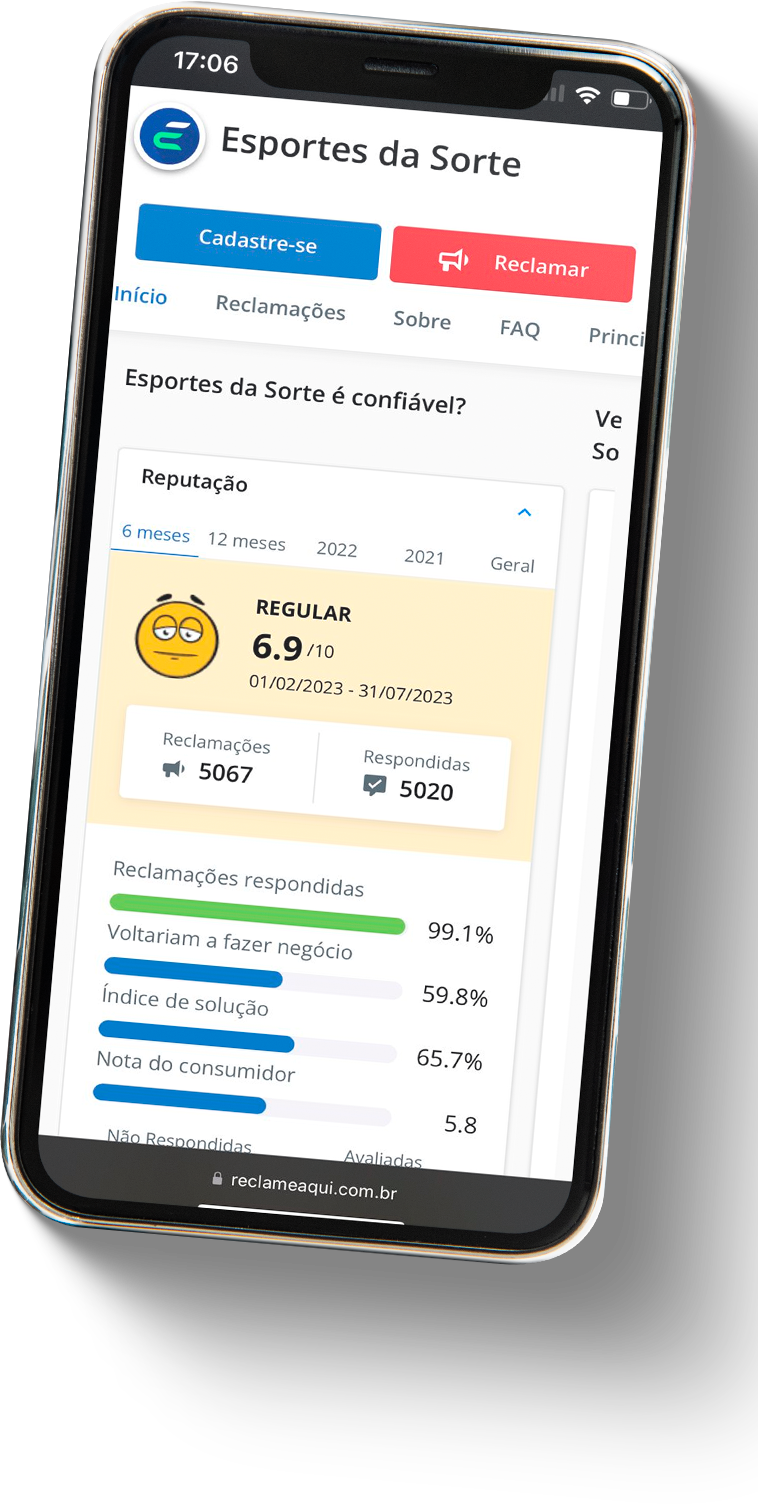 17:06
Esportes da Sorte
Cadastre-se
Reclamar
Início Reclamações Sobre FAQ Princi
Esportes da Sorte é confiável?
Ve
So
Reputação
6 meses 12 meses 2022 2021 Geral
REGULAR
6.9 /10
01/02/2023 - 31/07/2023
Reclamações
5067
Respondidas
5020
Reclamações respondidas
99.1%
Voltariam a fazer negócio
59.8%
Índice de solução
65.7%
Nota do consumidor
5.8
Não Respondidas
Avaliadas
reclameaqui.com.br